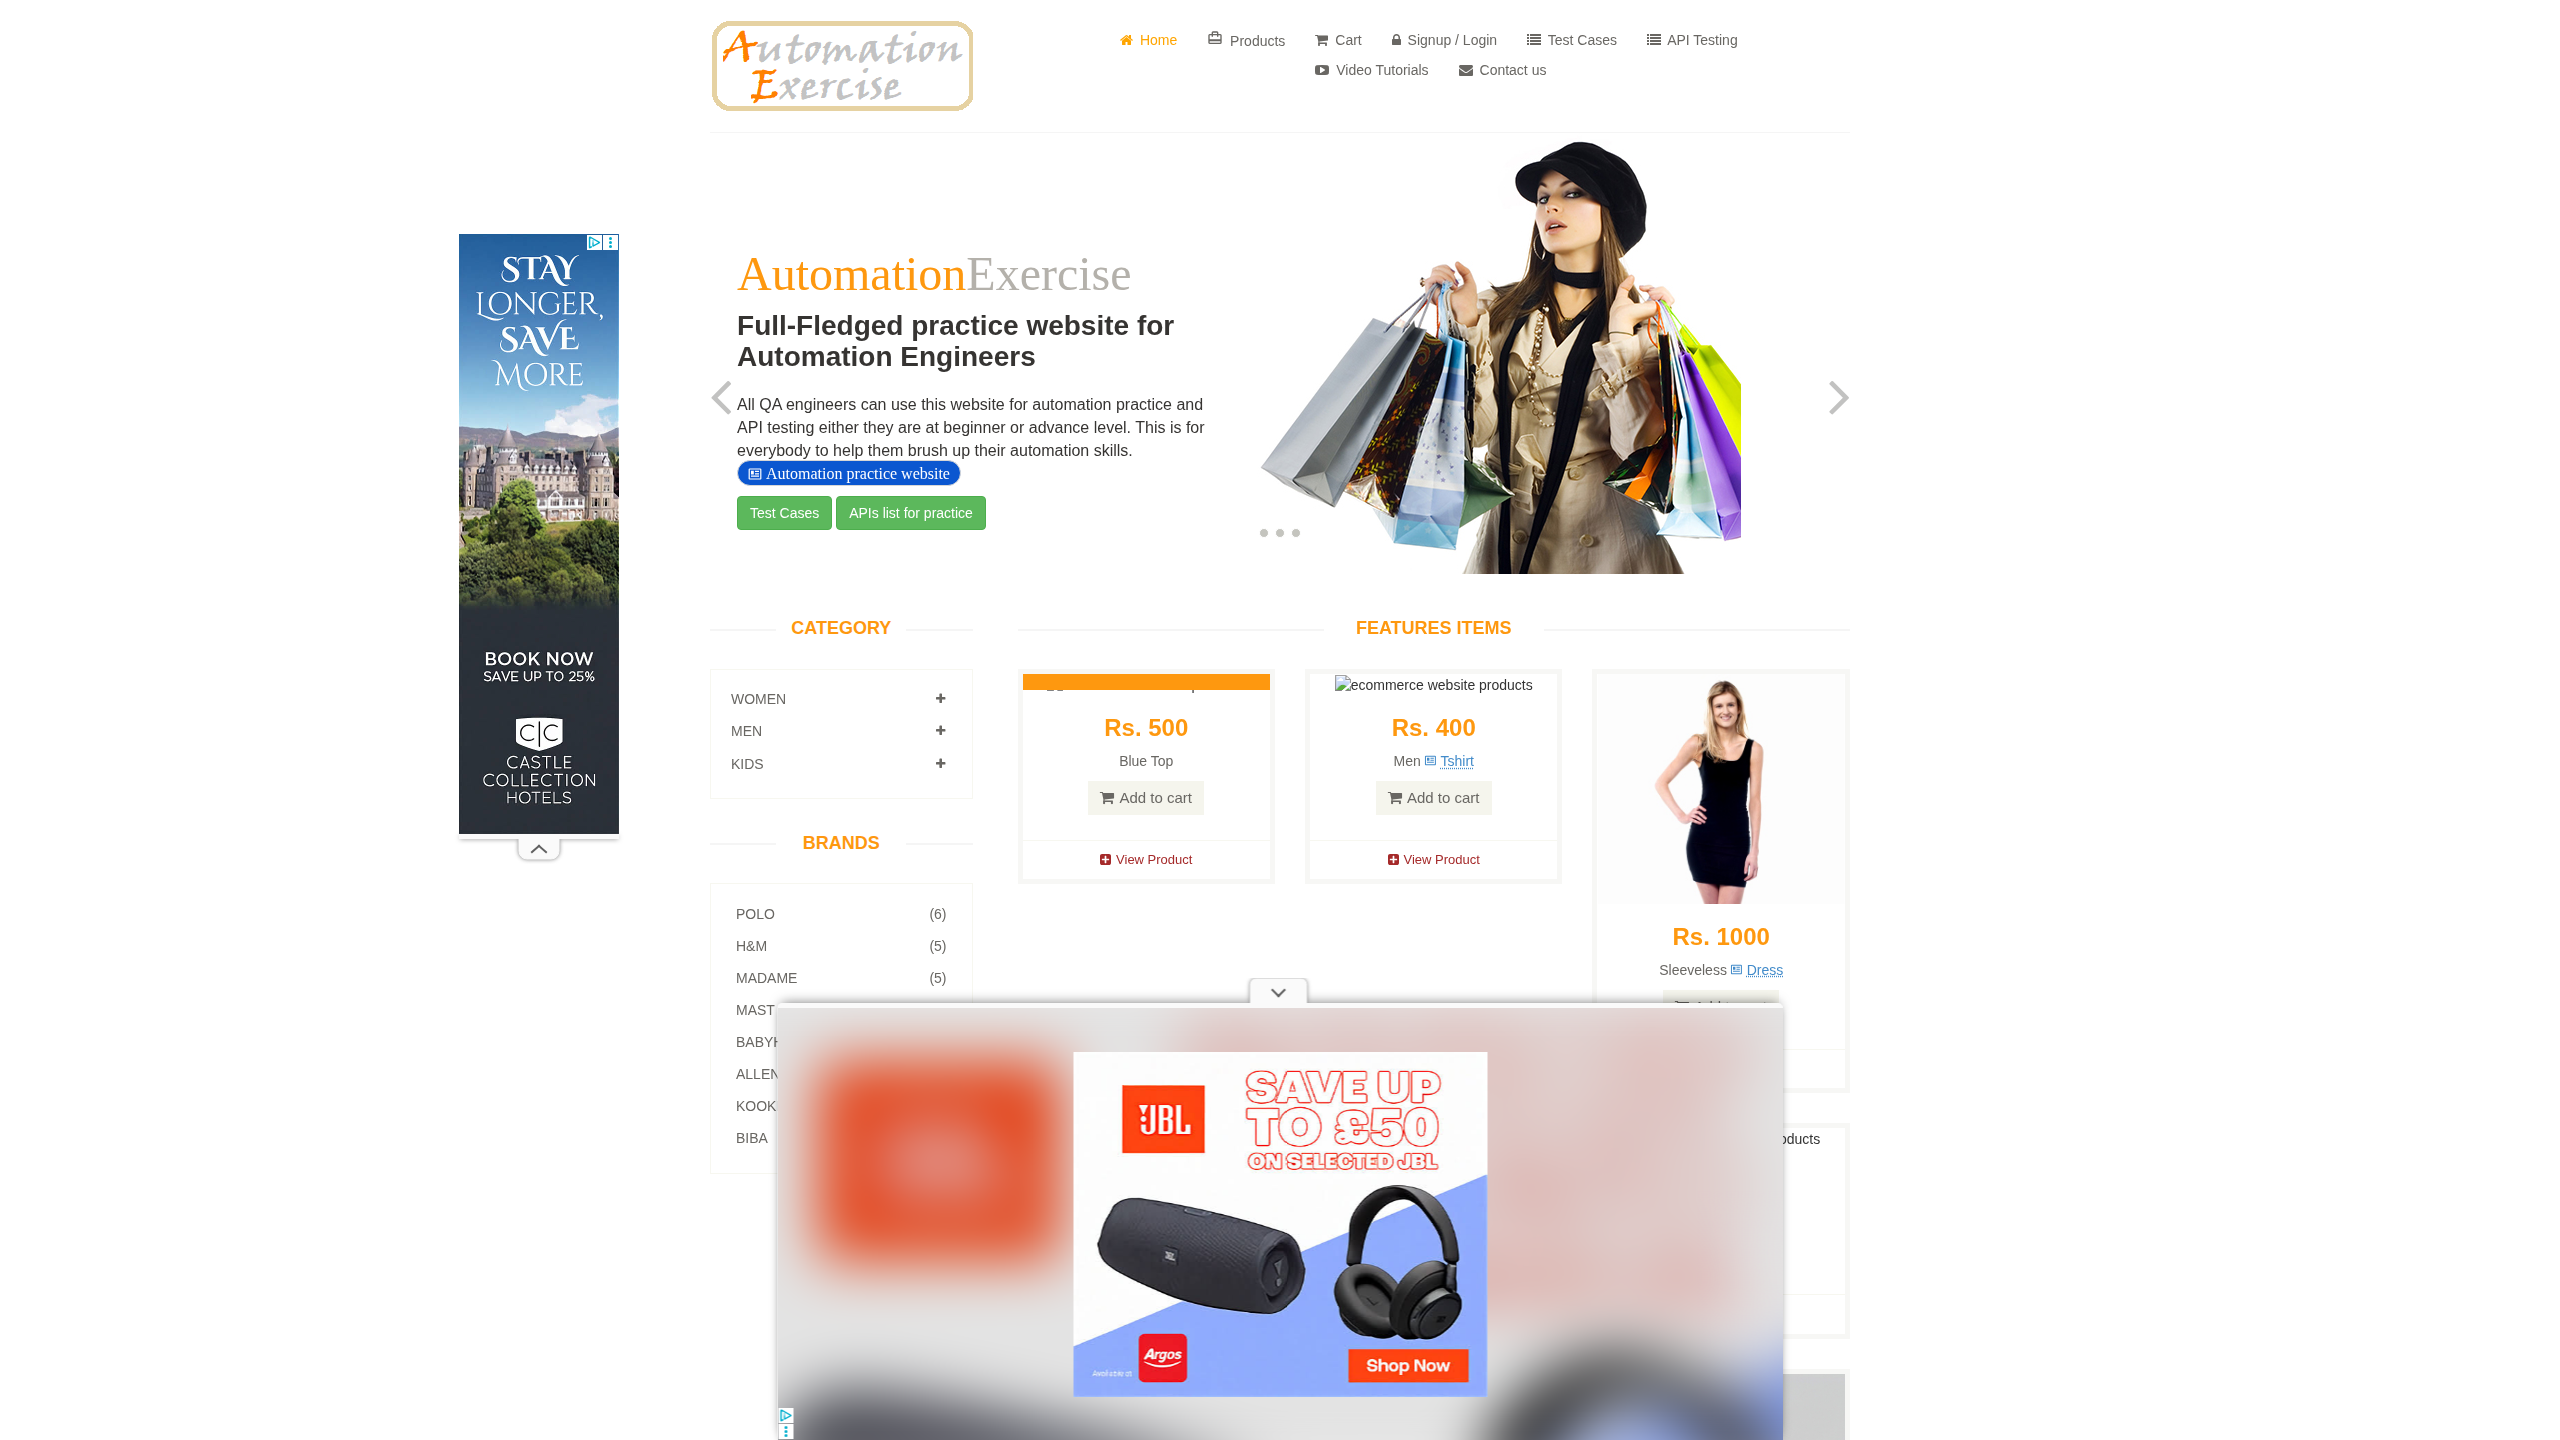 Automation
Exercise
Home
Products
Cart
Signup / Login
Test Cases
API Testing
Video Tutorials
Contact us
STAY
LONGER,
SAVE
MORE
BOOK NOW
SAVE UP TO 25%
C|C
CASTLE
COLLECTION
HOTELS
AutomationExercise
Full-Fledged practice website for
Automation Engineers
All QA engineers can use this website for automation practice and
API testing either they are at beginner or advance level. This is for
everybody to help them brush up their automation skills.
Automation practice website
Test Cases
APIs list for practice
CATEGORY
WOMEN
MEN
KIDS
BRANDS
POLO (6)
H&M (5)
MADAME (5)
MAST
BABYH
ALLEN
KOOK
BIBA
FEATURES ITEMS
Rs. 500
Blue Top
Add to cart
View Product
ecommerce website products
Rs. 400
Men Tshirt
Add to cart
View Product
Rs. 1000
Sleeveless Dress
oducts
JBL
SAVE UP
TO £50
ON SELECTED JBL
Available at
Argos
Shop Now